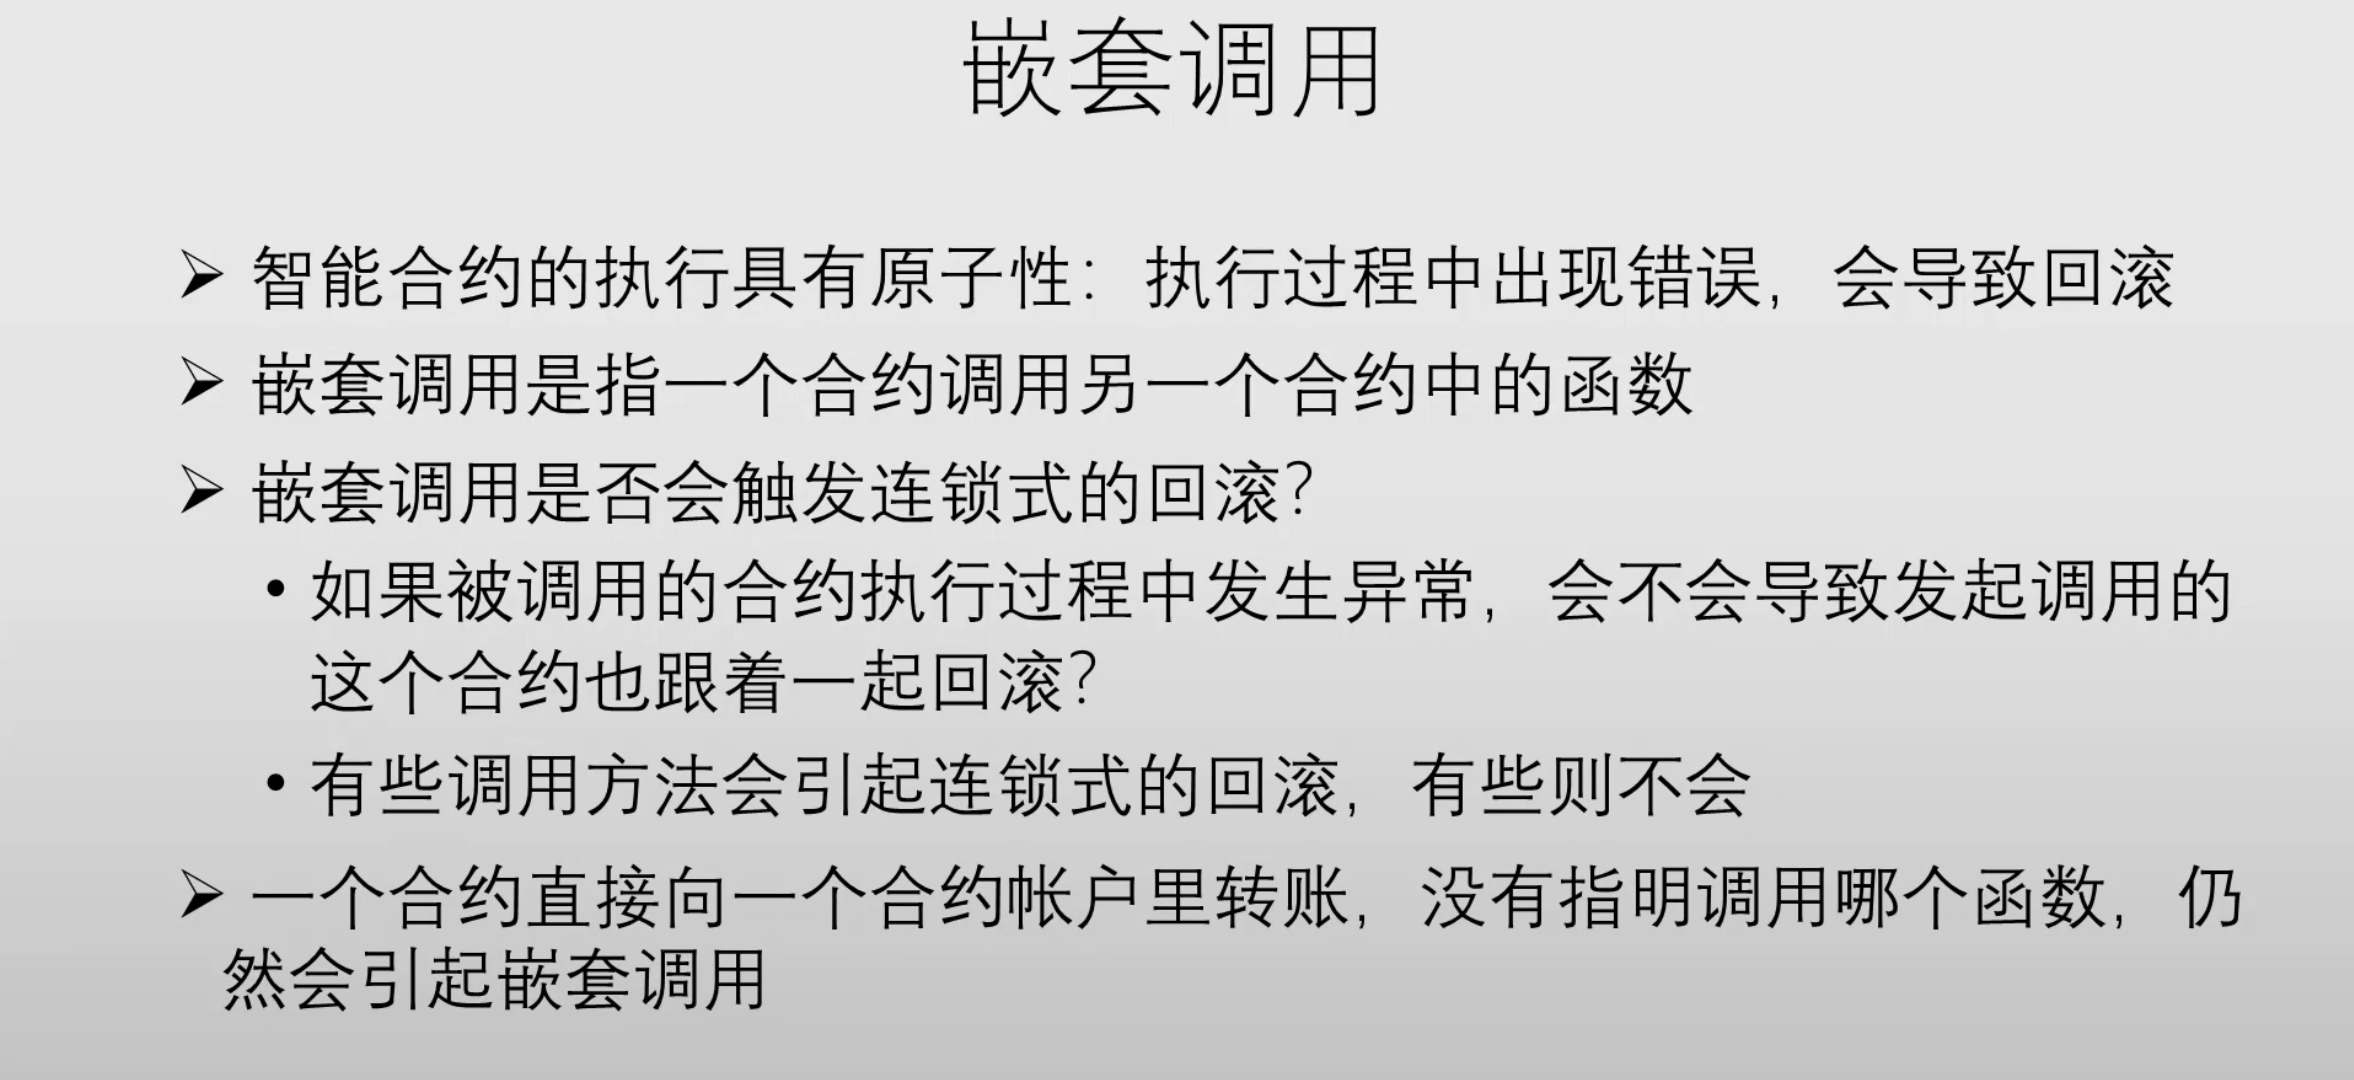 嵌套调用
➢ 智能合约的执行具有原子性：执行过程中出现错误，会导致回滚
➢ 嵌套调用是指一个合约调用另一个合约中的函数
➢ 嵌套调用是否会触发连锁式的回滚？
• 如果被调用的合约执行过程中发生异常，会不会导致发起调用的
这个合约也跟着一起回滚？
• 有些调用方法会引起连锁式的回滚，有些则不会
➢ 一个合约直接向一个合约帐户里转账，没有指明调用哪个函数，仍
然会引起嵌套调用